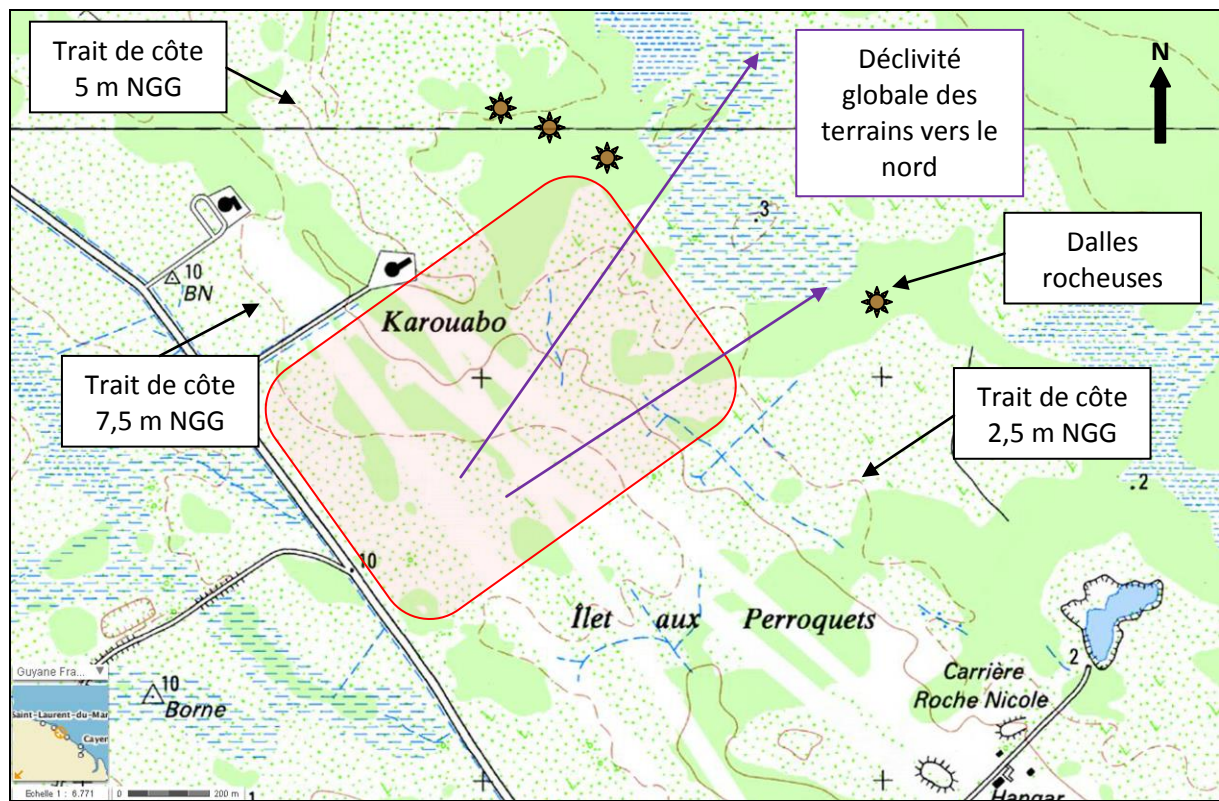 Trait de côte
5 m NGG
Déclivité
globale des
terrains vers le
nord
N
.3
Dalles
rocheuses
10
BN
Karouabo
Trait de côte
7,5 m NGG
Trait de côte
2,5 m NGG
.2
10
Îlet aux Perroquets
2
Carrière
Roche Nicole
10
Borne
Guyane Fra...
Saint-Laurent-du-Mar
Cayen
Echelle 1 : 6.771
0 200 m
1
Hangar